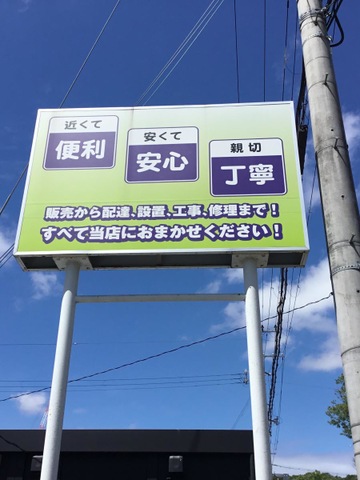 近くて
便利
安くて
安心
親切
丁寧
販売から配達、設置、工事、修理まで!
すべて当店におまかせください!